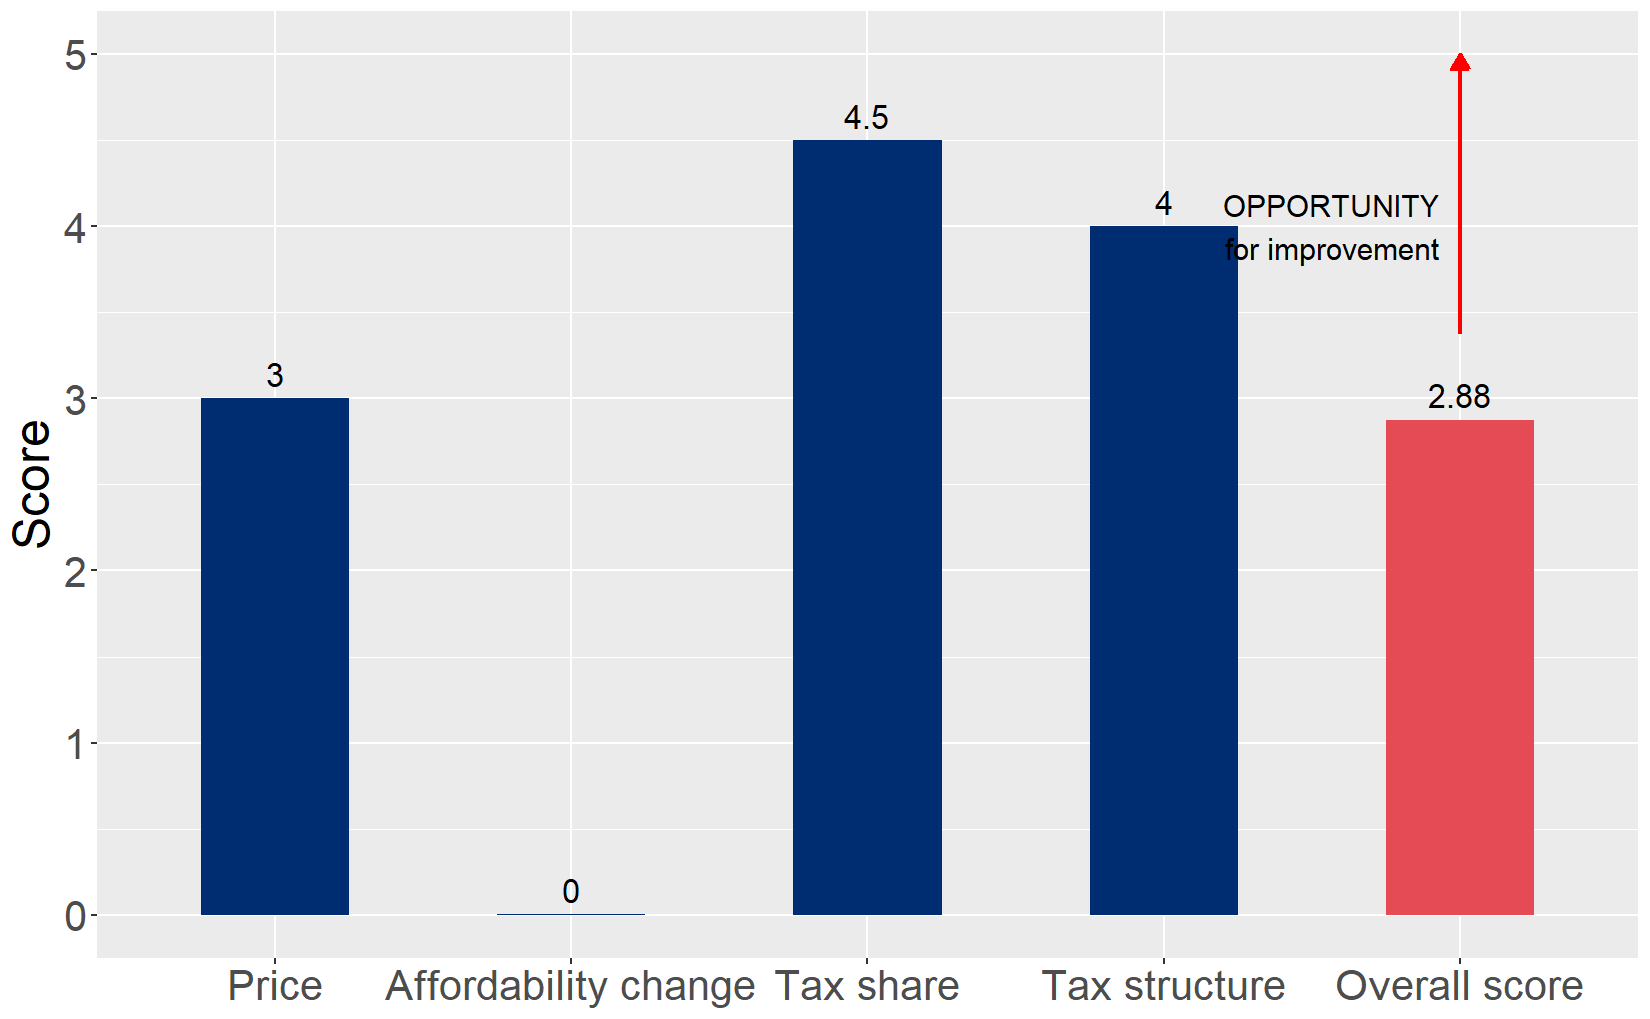 Score
5
4
3
2
1
0
3
0
4.5
4
2.88
OPPORTUNITY
for improvement
Price
Affordability change
Tax share
Tax structure
Overall score